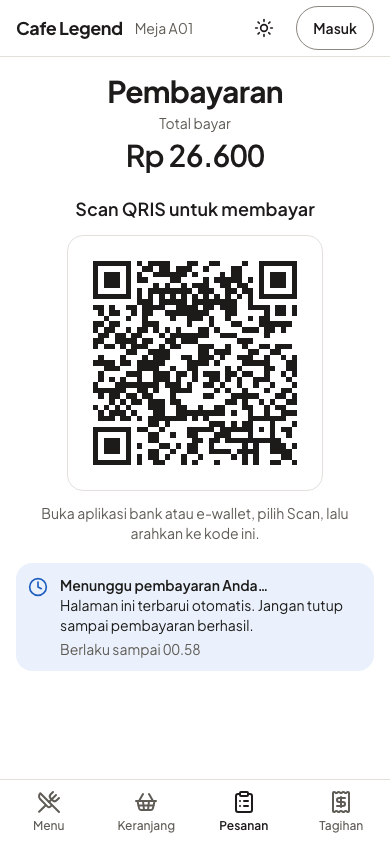 Cafe Legend Meja A01 Masuk
Pembayaran
Total bayar
Rp 26.600
Scan QRIS untuk membayar
Buka aplikasi bank atau e-wallet, pilih Scan, lalu
arahkan ke kode ini.
Menunggu pembayaran Anda...
Halaman ini terbarui otomatis. Jangan tutup
sampai pembayaran berhasil.
Berlaku sampai 00.58
Menu Keranjang Pesanan Tagihan